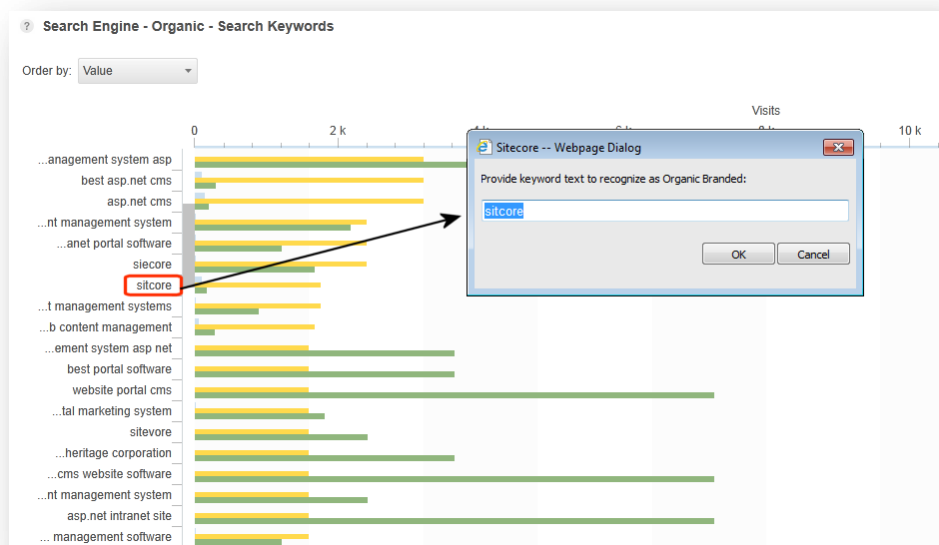 ? Search Engine - Organic - Search Keywords
Order by: Value
Visits
0 2 k 10 k
...anagement system asp
best asp.net cms
asp.net cms
...nt management system
...anet portal software
siecore
sitcore
...t management systems
...b content management
...ement system asp net
best portal software
website portal cms
...tal marketing system
sitevore
...heritage corporation
...cms website software
...nt management system
asp.net intranet site
... management software
Sitecore -- Webpage Dialog
Provide keyword text to recognize as Organic Branded:
sitcore
OK Cancel